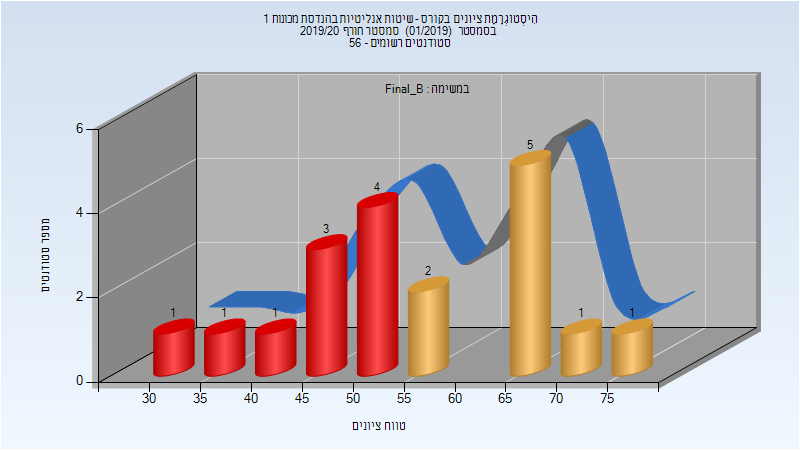 היסטוגרמת ציונים בקורס - שיטות אנליטיות בהנדסת מכונות 1
בסמסטר (01/2019) סמסטר חורף 2019/20
סטודנטים רשומים - 56
במשימה : Final_B
מספר סטודנטים
6
4
2
0
1
1
1
3
4
2
5
1
1
30 35 40 45 50 55 60 65 70 75
טווח ציונים